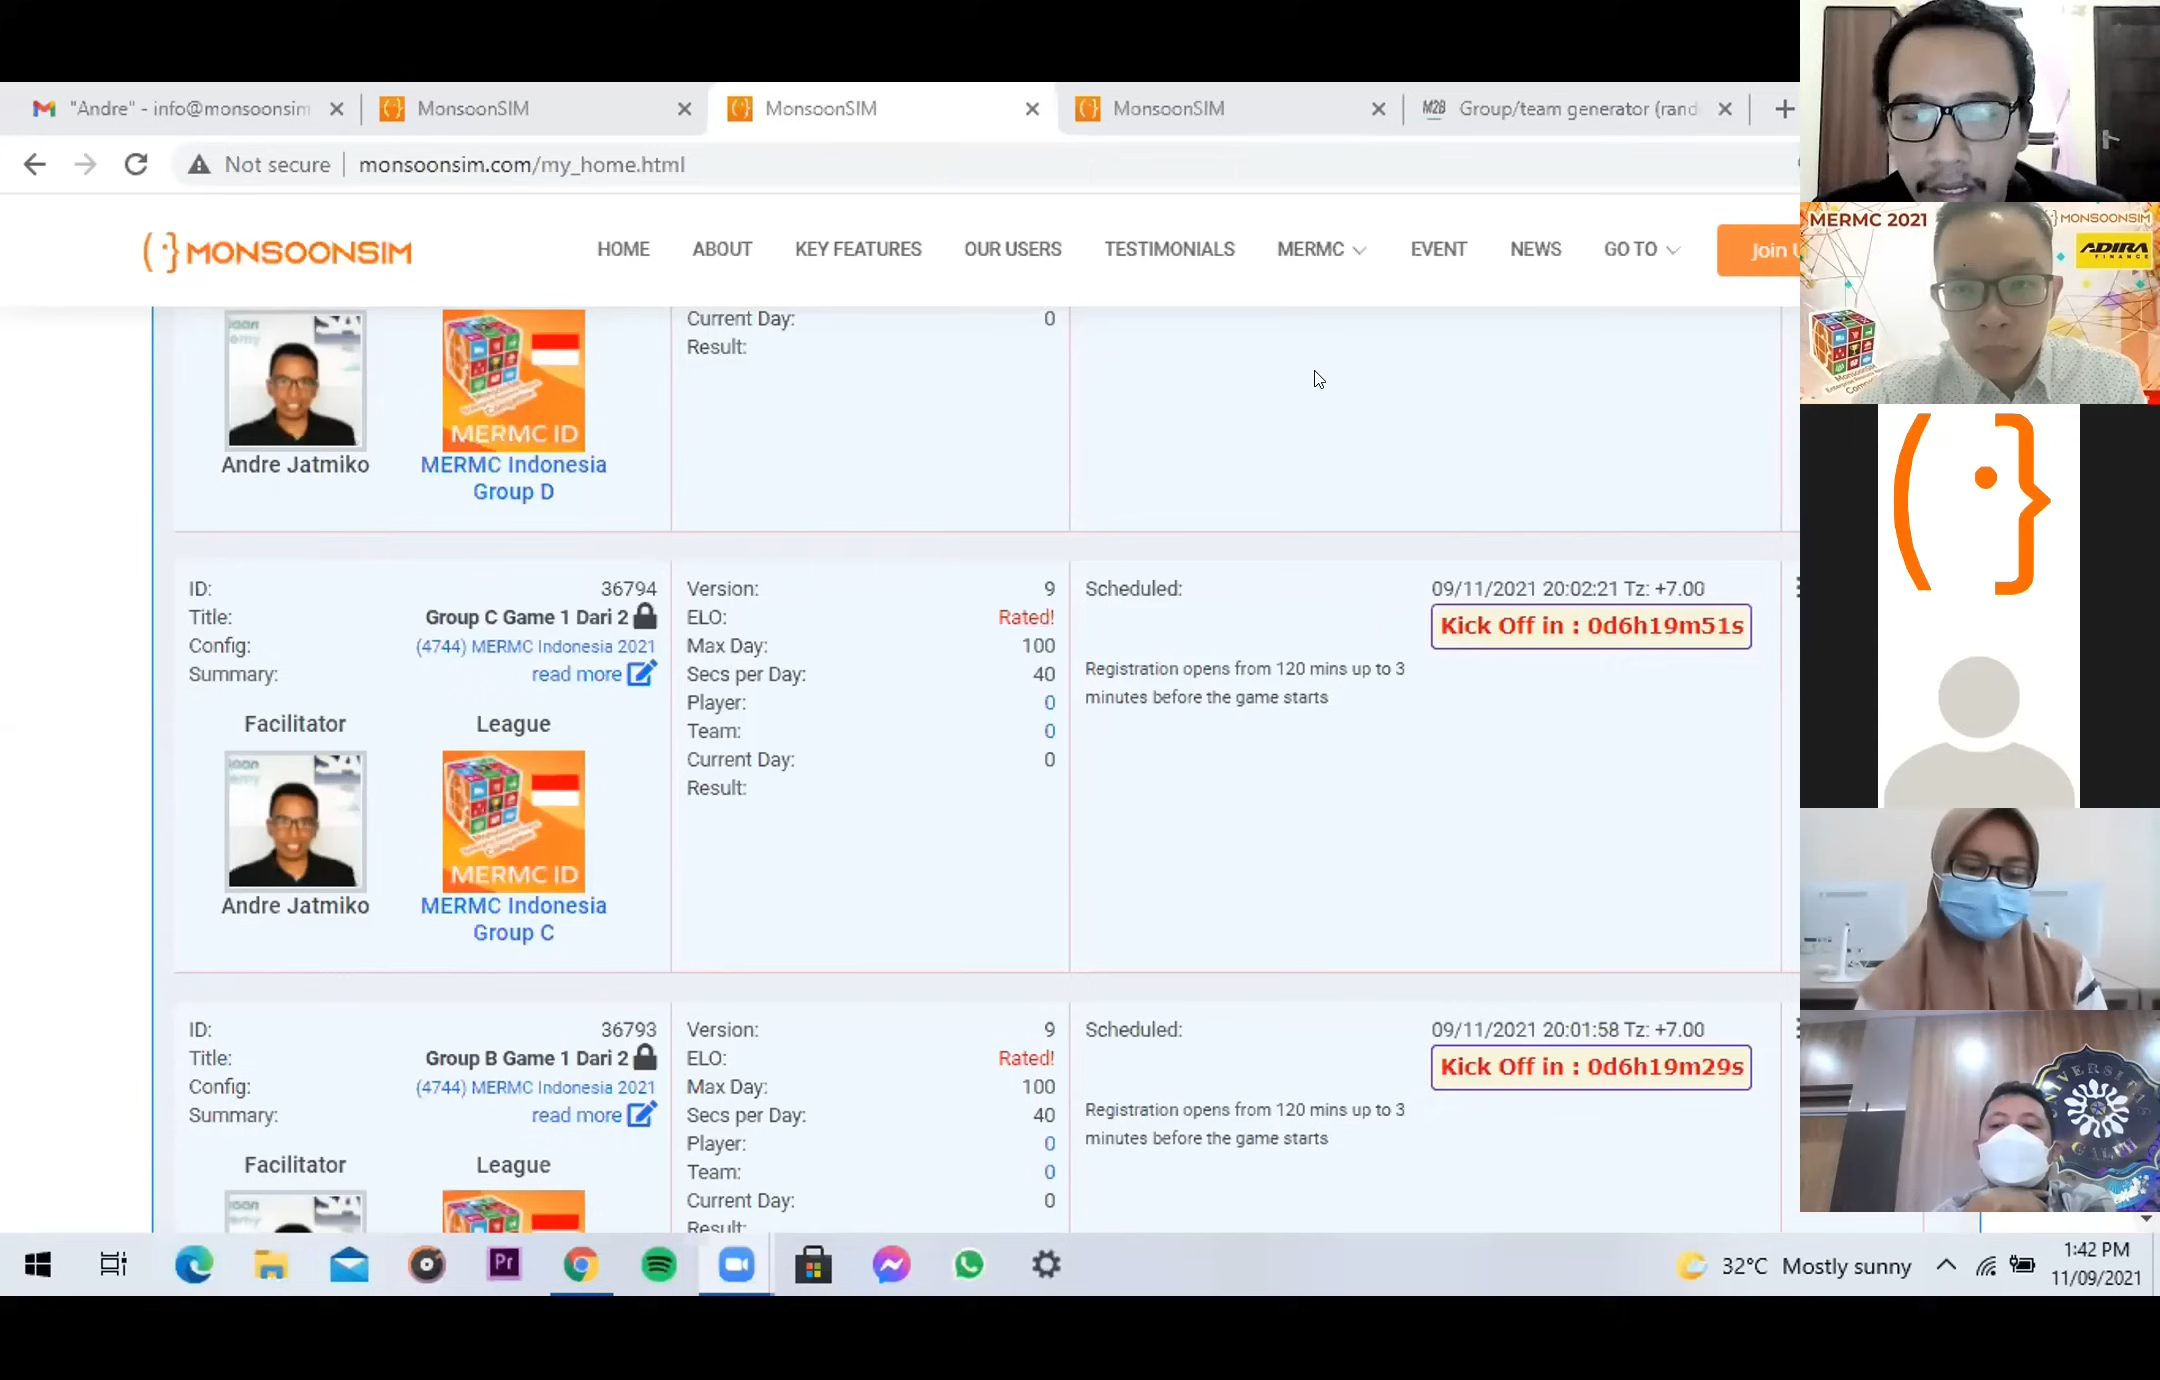 "Andre" - info@monsoonsim
MonsoonSIM
MonsoonSIM
MonsoonSIM
M28
Group/team generator (rand
Not secure
monsoonsim.com/my_home.html
MONSOONSIM
HOME
ABOUT
KEY FEATURES
OUR USERS
TESTIMONIALS
MERMC
EVENT
NEWS
GO TO
Join U
MERMC 2021
MONSOONSIM
ADIRA
FINANCE
Current Day: 0
Result:
MERMC ID
Andre Jatmiko
MERMC Indonesia
Group D
ID: 36794
Title: Group C Game 1 Dari 2
Config: (4744) MERMC Indonesia 2021
Summary: read more
Facilitator
League
MERMC ID
Andre Jatmiko
MERMC Indonesia
Group C
Version: 9
ELO: Rated!
Max Day: 100
Secs per Day: 40
Player: 0
Team: 0
Current Day: 0
Result:
Scheduled: 09/11/2021 20:02:21 Tz: +7.00
Kick Off in : 0d6h19m51s
Registration opens from 120 mins up to 3
minutes before the game starts
ID: 36793
Title: Group B Game 1 Dari 2
Config: (4744) MERMC Indonesia 2021
Summary: read more
Facilitator
League
Version: 9
ELO: Rated!
Max Day: 100
Secs per Day: 40
Player: 0
Team: 0
Current Day: 0
Result:
Scheduled: 09/11/2021 20:01:58 Tz: +7.00
Kick Off in : 0d6h19m29s
Registration opens from 120 mins up to 3
minutes before the game starts
Pr
32°C Mostly sunny
1:42 PM
11/09/2021